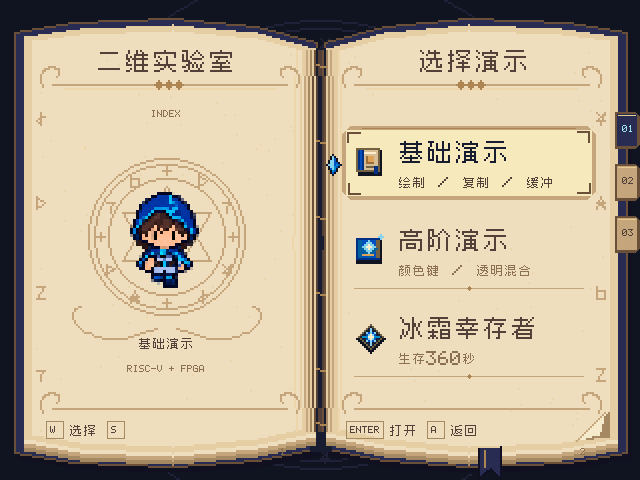 二维实验室
INDEX
基础演示
RISC-V + FPGA
W 选择 S
选择演示
基础演示
绘制 / 复制 / 缓冲
高阶演示
颜色键 / 透明混合
冰霜幸存者
生存360秒
ENTER 打开 A 返回
01
02
03